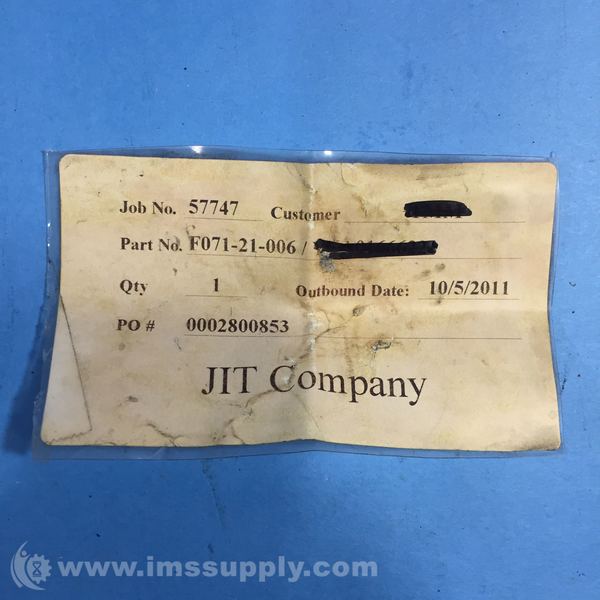 Job No. 57747 Customer
Part No. F071-21-006 /
Qty 1 Outbound Date: 10/5/2011
PO # 0002800853
JIT Company
www.imssupply.com